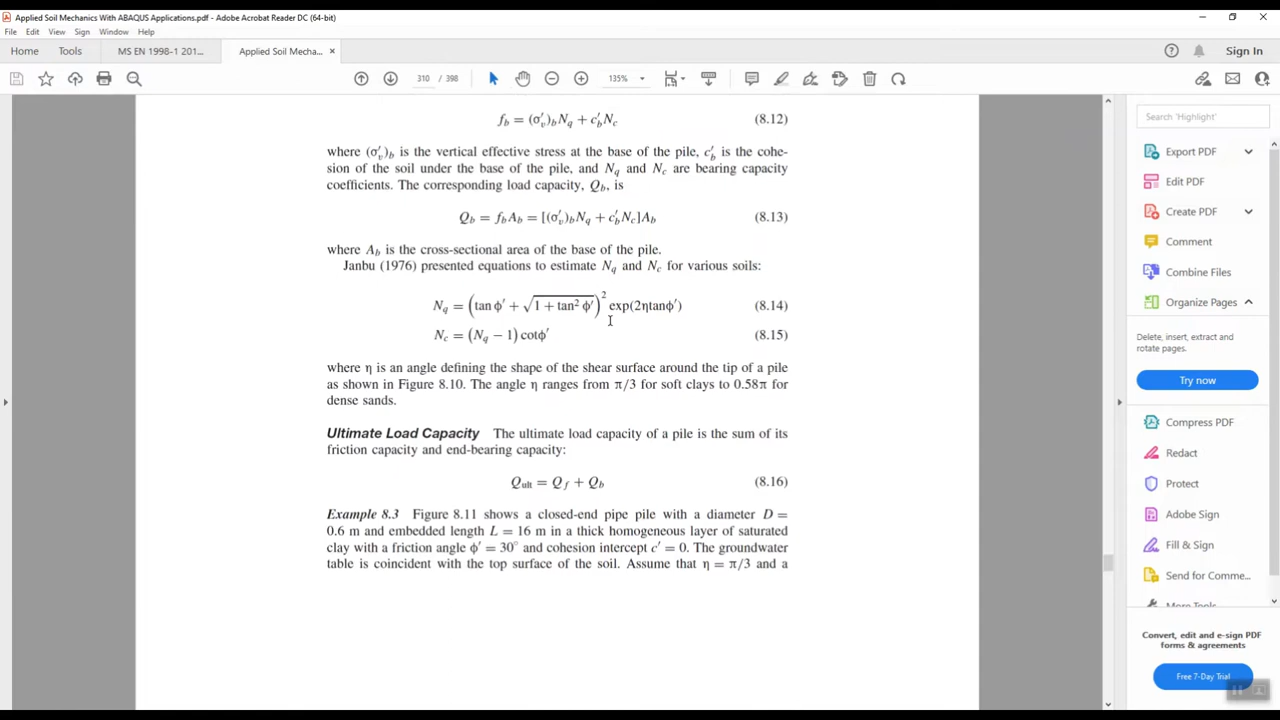 Applied Soil Mechanics With ABAQUS Applications.pdf - Adobe Acrobat Reader DC (64-bit)
File Edit View Sign Window Help
Home Tools MS EN 1998-1 201... Applied Soil Mecha... × Sign In
310 / 398 135%
f_b = (σ′_v)_b N_q + c′_b N_c (8.12)
where (σ′_v)_b is the vertical effective stress at the base of the pile, c′_b is the cohe-
sion of the soil under the base of the pile, and N_q and N_c are bearing capacity
coefficients. The corresponding load capacity, Q_b, is
Q_b = f_b A_b = [(σ′_v)_b N_q + c′_b N_c]A_b (8.13)
where A_b is the cross-sectional area of the base of the pile.
Janbu (1976) presented equations to estimate N_q and N_c for various soils:
N_q = (tan ϕ′ + √(1 + tan² ϕ′))² exp(2ηtanϕ′) (8.14)
N_c = (N_q − 1) cotϕ′ (8.15)
where η is an angle defining the shape of the shear surface around the tip of a pile
as shown in Figure 8.10. The angle η ranges from π/3 for soft clays to 0.58π for
dense sands.
Ultimate Load Capacity The ultimate load capacity of a pile is the sum of its
friction capacity and end-bearing capacity:
Q_ult = Q_f + Q_b (8.16)
Example 8.3 Figure 8.11 shows a closed-end pipe pile with a diameter D =
0.6 m and embedded length L = 16 m in a thick homogeneous layer of saturated
clay with a friction angle ϕ′ = 30° and cohesion intercept c′ = 0. The groundwater
table is coincident with the top surface of the soil. Assume that η = π/3 and a
Search 'Highlight'
Export PDF
Edit PDF
Create PDF
Comment
Combine Files
Organize Pages
Delete, insert, extract and
rotate pages.
Try now
Compress PDF
Redact
Protect
Adobe Sign
Fill & Sign
Send for Comme...
More Tools
Convert, edit and e-sign PDF
forms & agreements
Free 7-Day Trial